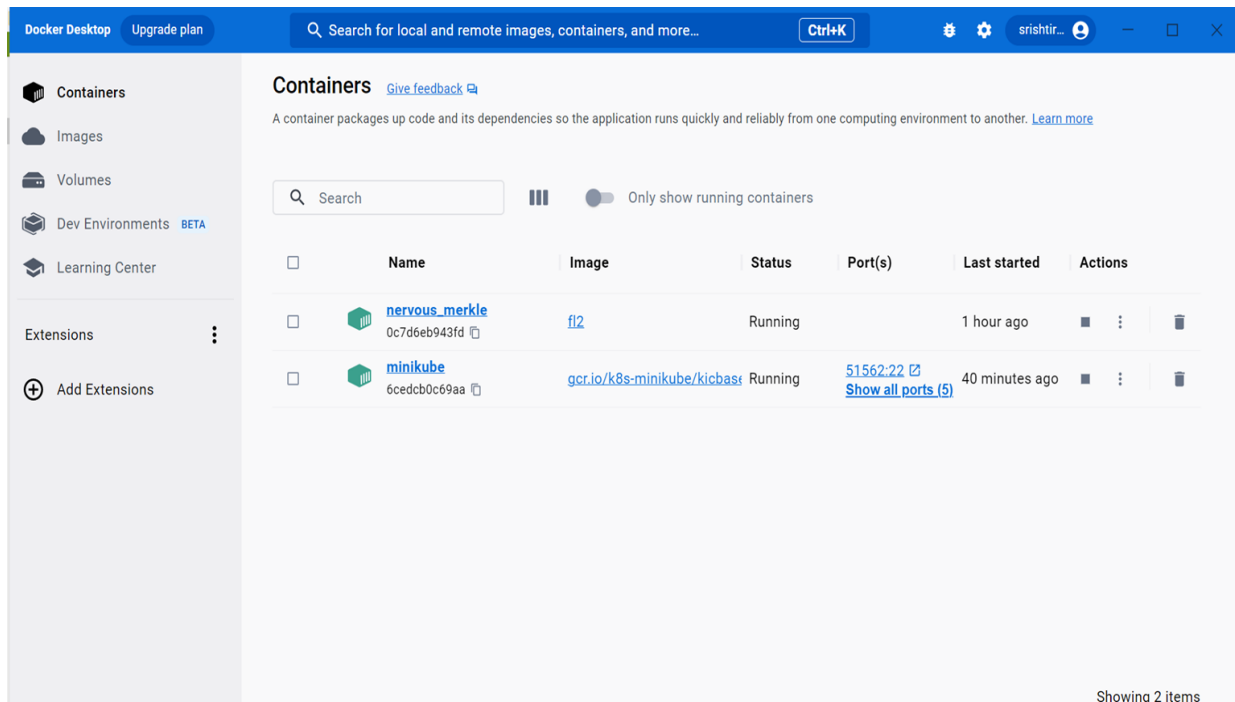 Docker Desktop Upgrade plan Search for local and remote images, containers, and more... Ctrl+K srishtir...
Containers
Images
Volumes
Dev Environments BETA
Learning Center
Extensions
Add Extensions
Containers Give feedback
A container packages up code and its dependencies so the application runs quickly and reliably from one computing environment to another. Learn more
Search Only show running containers
Name Image Status Port(s) Last started Actions
nervous_merkle
0c7d6eb943fd
fl2 Running 1 hour ago
minikube
6cedcb0c69aa
gcr.io/k8s-minikube/kicbase Running
51562:22
Show all ports (5)
40 minutes ago
Showing 2 items